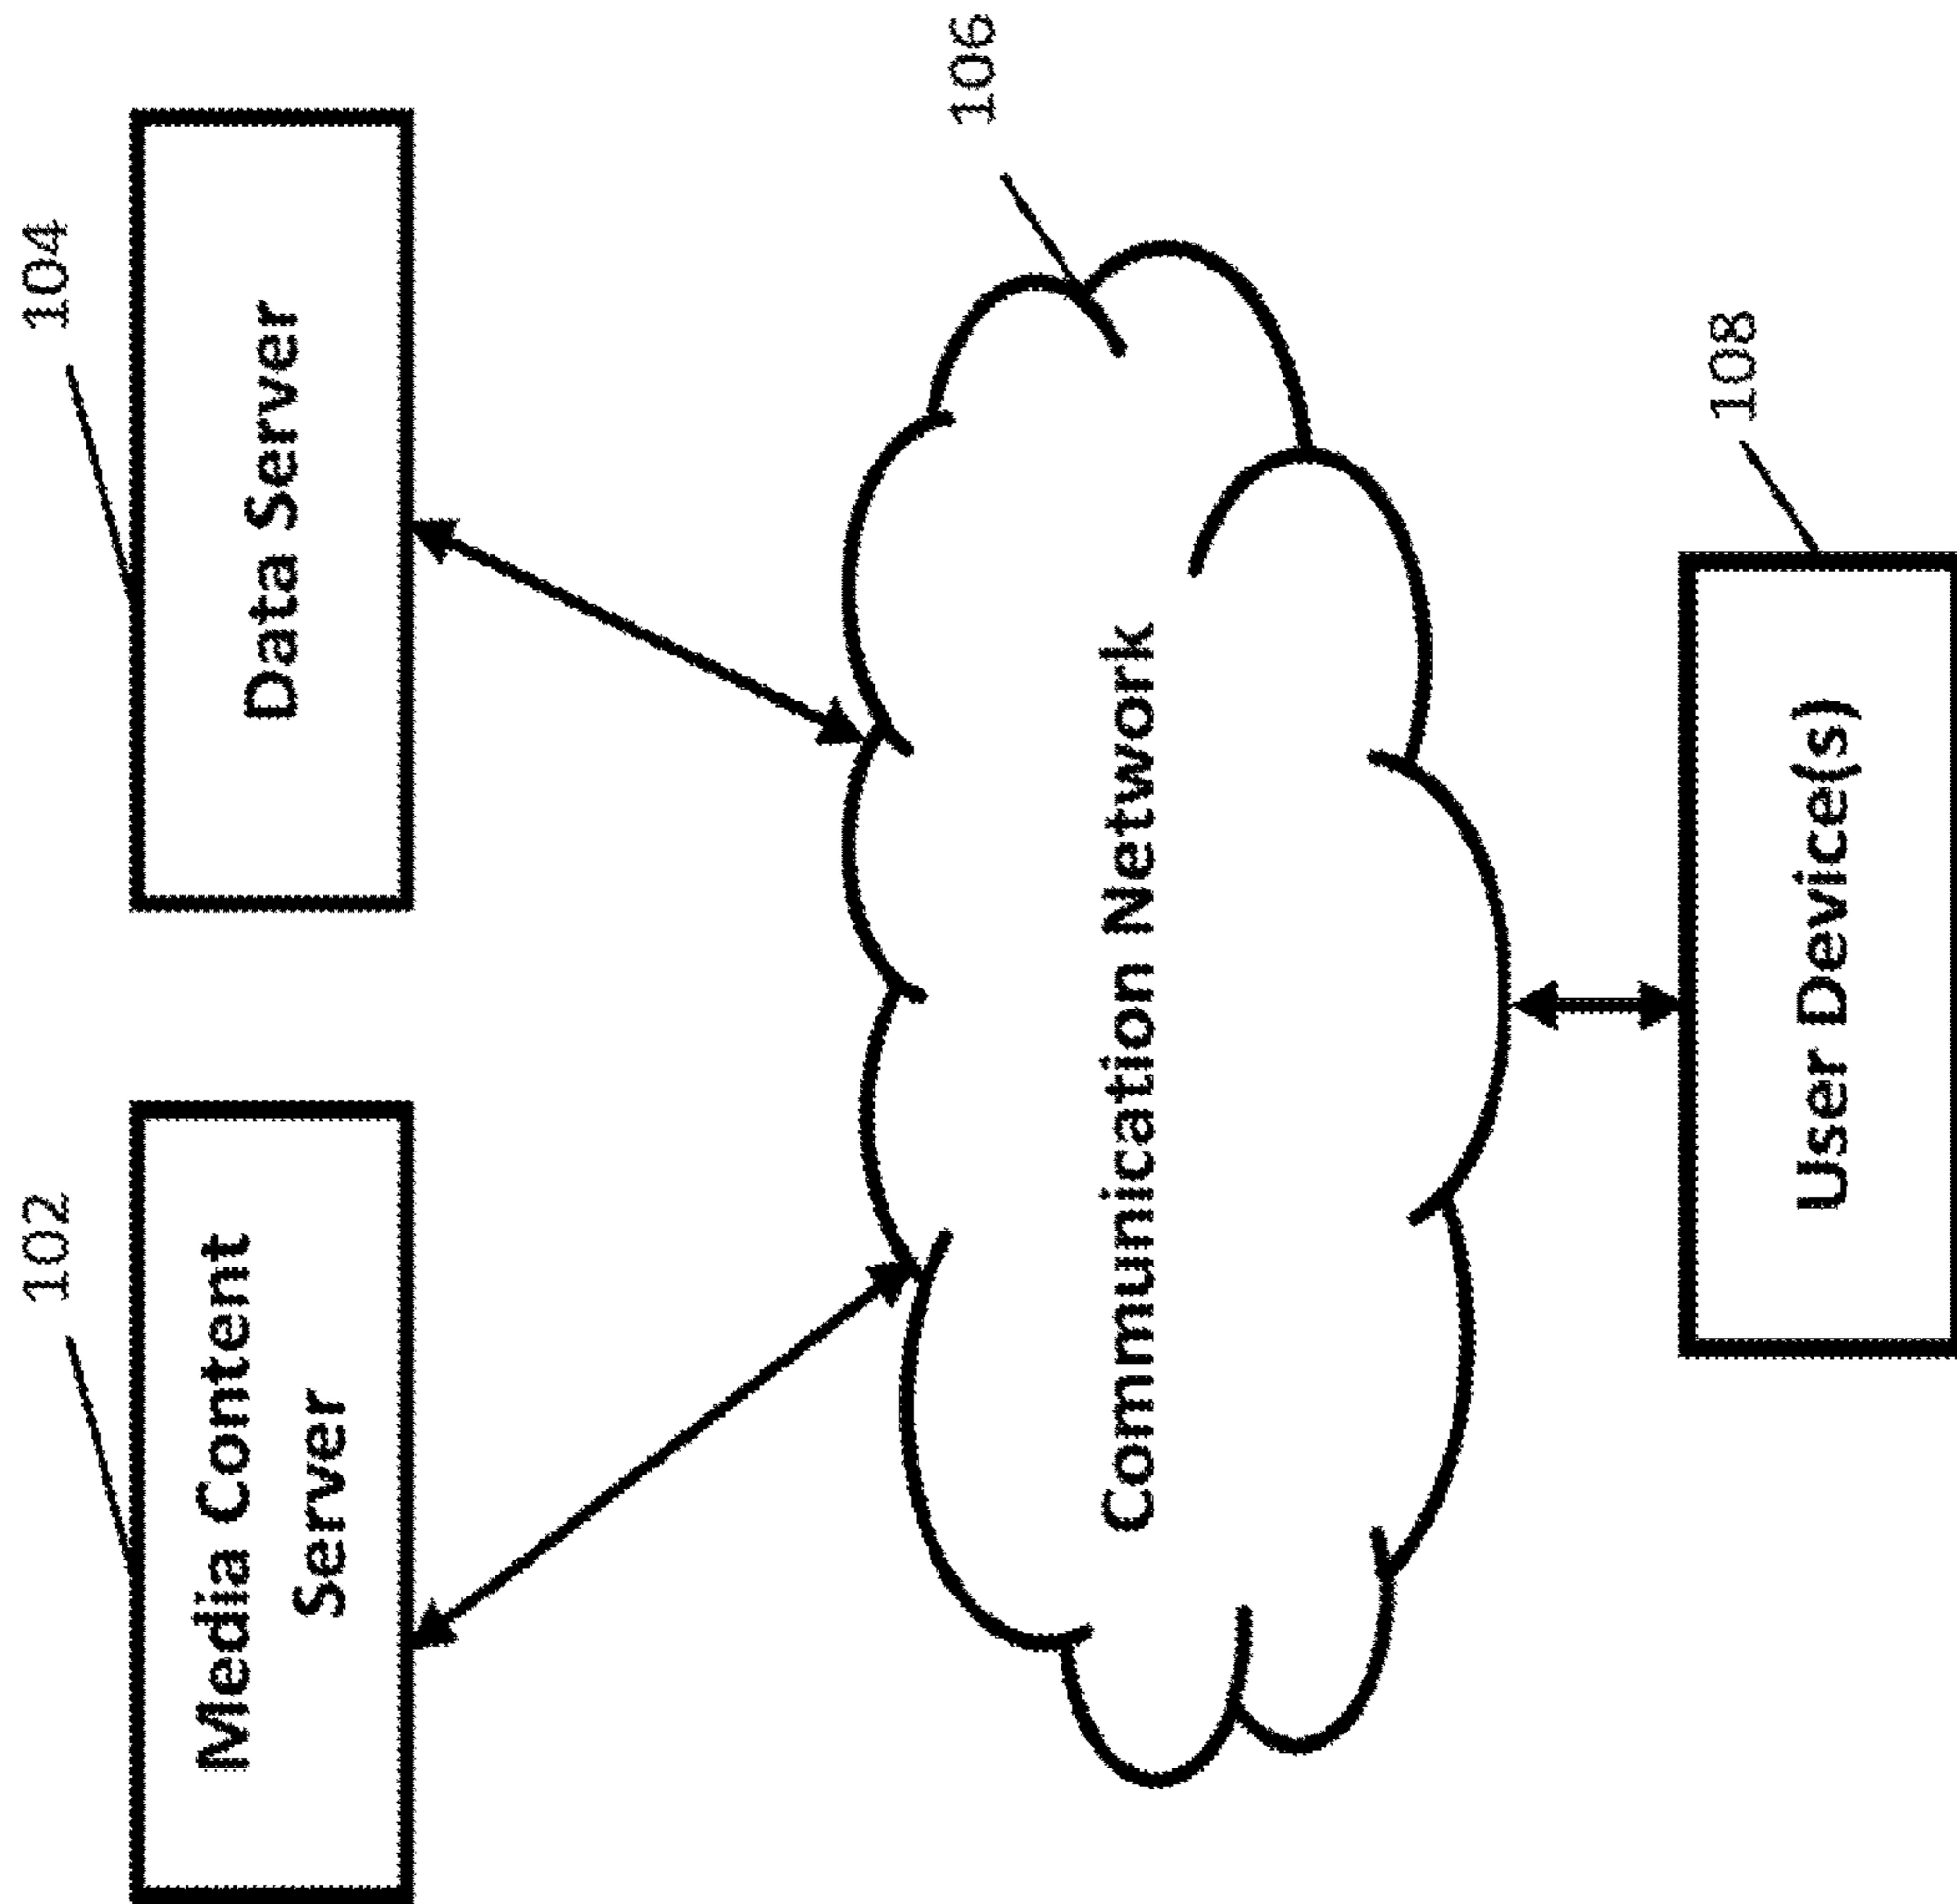 102
104
Media Content
Server
Data Server
106
Communication Network
108
User Device(s)